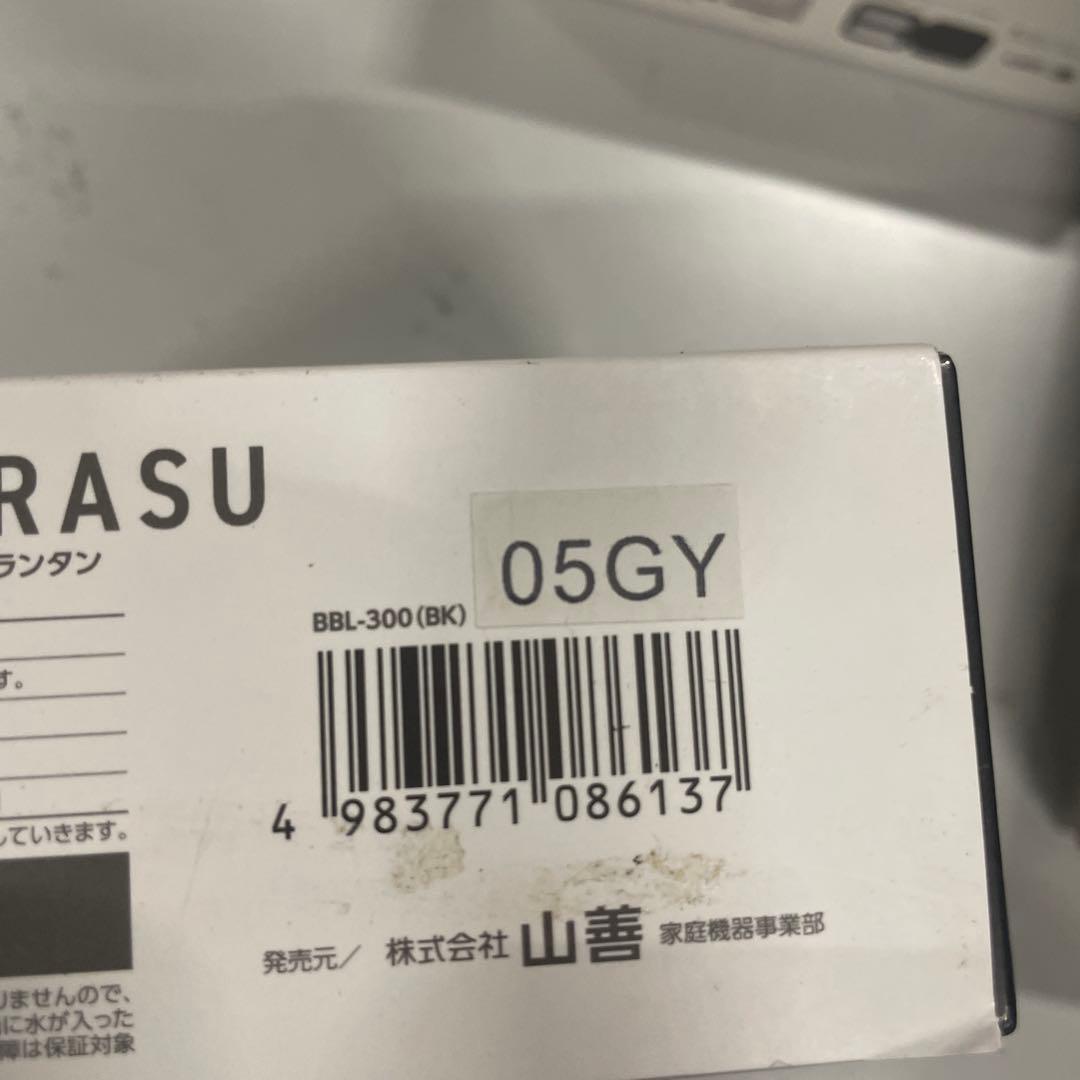 RASU
ランタン
05GY
BBL-300(BK)
す。
4 983771 086137
していきます。
発売元／ 株式会社 山善 家庭機器事業部
りませんので、
に水が入った
障は保証対象